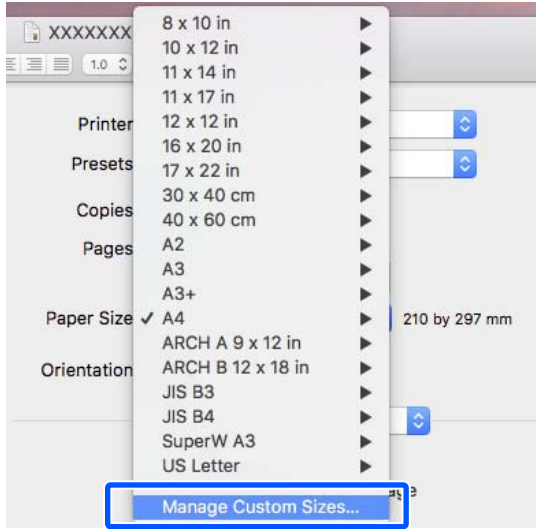 XXXXXXX
1.0
Printer
Presets
Copies
Pages
Paper Size
Orientation
8 x 10 in
10 x 12 in
11 x 14 in
11 x 17 in
12 x 12 in
16 x 20 in
17 x 22 in
30 x 40 cm
40 x 60 cm
A2
A3
A3+
✓ A4
ARCH A 9 x 12 in
ARCH B 12 x 18 in
JIS B3
JIS B4
SuperW A3
US Letter
Manage Custom Sizes...
210 by 297 mm